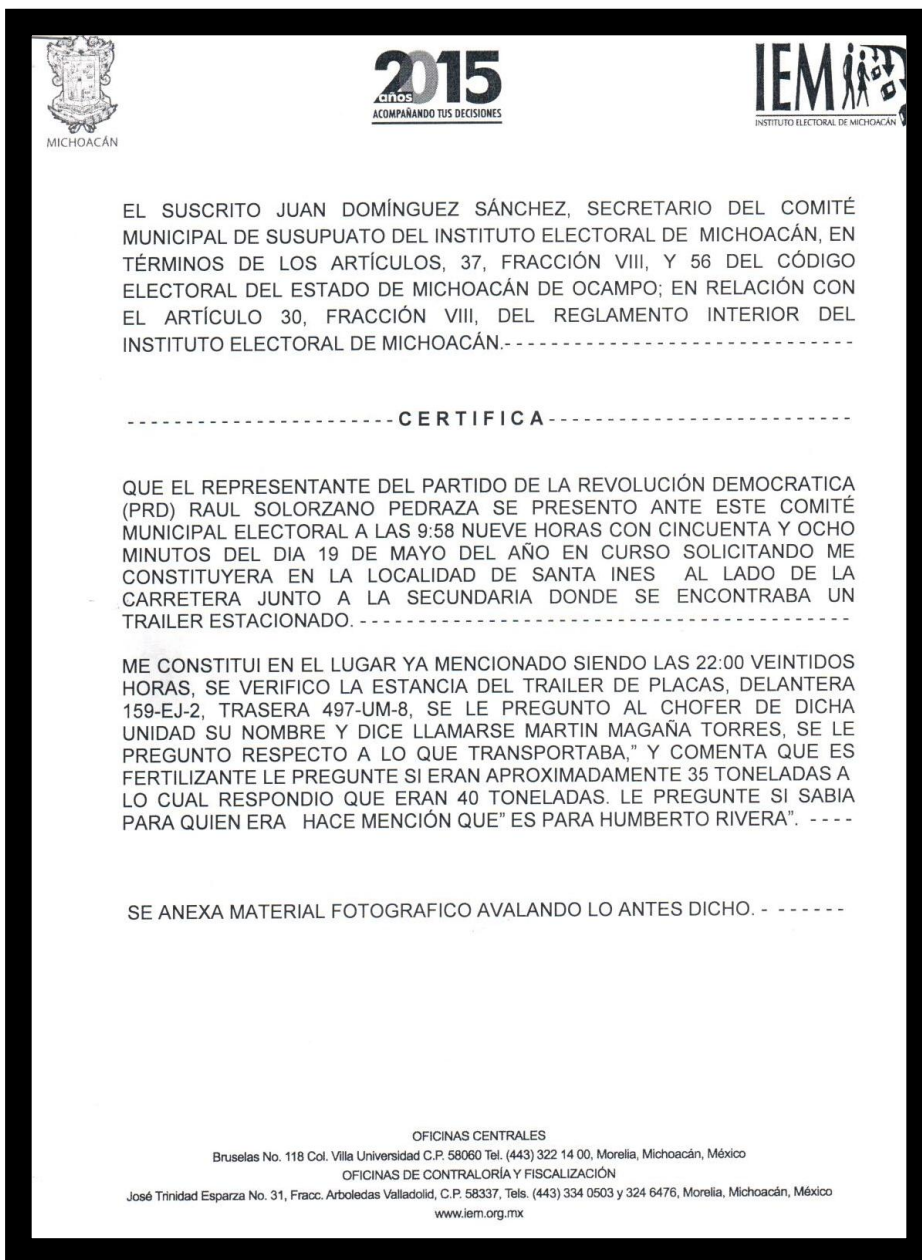 MICHOACÁN
2015
años
ACOMPAÑANDO TUS DECISIONES
IEM
INSTITUTO ELECTORAL DE MICHOACÁN
EL SUSCRITO JUAN DOMÍNGUEZ SÁNCHEZ, SECRETARIO DEL COMITÉ
MUNICIPAL DE SUSUPUATO DEL INSTITUTO ELECTORAL DE MICHOACÁN, EN
TÉRMINOS DE LOS ARTÍCULOS, 37, FRACCIÓN VIII, Y 56 DEL CÓDIGO
ELECTORAL DEL ESTADO DE MICHOACÁN DE OCAMPO; EN RELACIÓN CON
EL ARTÍCULO 30, FRACCIÓN VIII, DEL REGLAMENTO INTERIOR DEL
INSTITUTO ELECTORAL DE MICHOACÁN.- - - - - - - - - - - - - - - - - - - - - - - - - - - - - -
- - - - - - - - - - - - - - - - - - - - - - - C E R T I F I C A - - - - - - - - - - - - - - - - - - - - - - - - - -
QUE EL REPRESENTANTE DEL PARTIDO DE LA REVOLUCIÓN DEMOCRATICA
(PRD) RAUL SOLORZANO PEDRAZA SE PRESENTO ANTE ESTE COMITÉ
MUNICIPAL ELECTORAL A LAS 9:58 NUEVE HORAS CON CINCUENTA Y OCHO
MINUTOS DEL DIA 19 DE MAYO DEL AÑO EN CURSO SOLICITANDO ME
CONSTITUYERA EN LA LOCALIDAD DE SANTA INES AL LADO DE LA
CARRETERA JUNTO A LA SECUNDARIA DONDE SE ENCONTRABA UN
TRAILER ESTACIONADO. - - - - - - - - - - - - - - - - - - - - - - - - - - - - - - - - - - - - - - - - - -
ME CONSTITUI EN EL LUGAR YA MENCIONADO SIENDO LAS 22:00 VEINTIDOS
HORAS, SE VERIFICO LA ESTANCIA DEL TRAILER DE PLACAS, DELANTERA
159-EJ-2, TRASERA 497-UM-8, SE LE PREGUNTO AL CHOFER DE DICHA
UNIDAD SU NOMBRE Y DICE LLAMARSE MARTIN MAGAÑA TORRES, SE LE
PREGUNTO RESPECTO A LO QUE TRANSPORTABA," Y COMENTA QUE ES
FERTILIZANTE LE PREGUNTE SI ERAN APROXIMADAMENTE 35 TONELADAS A
LO CUAL RESPONDIO QUE ERAN 40 TONELADAS. LE PREGUNTE SI SABIA
PARA QUIEN ERA HACE MENCIÓN QUE" ES PARA HUMBERTO RIVERA". - - - -
SE ANEXA MATERIAL FOTOGRAFICO AVALANDO LO ANTES DICHO. - - - - - - -
OFICINAS CENTRALES
Bruselas No. 118 Col. Villa Universidad C.P. 58060 Tel. (443) 322 14 00, Morelia, Michoacán, México
OFICINAS DE CONTRALORÍA Y FISCALIZACIÓN
José Trinidad Esparza No. 31, Fracc. Arboledas Valladolid, C.P. 58337, Tels. (443) 334 0503 y 324 6476, Morelia, Michoacán, México
www.iem.org.mx